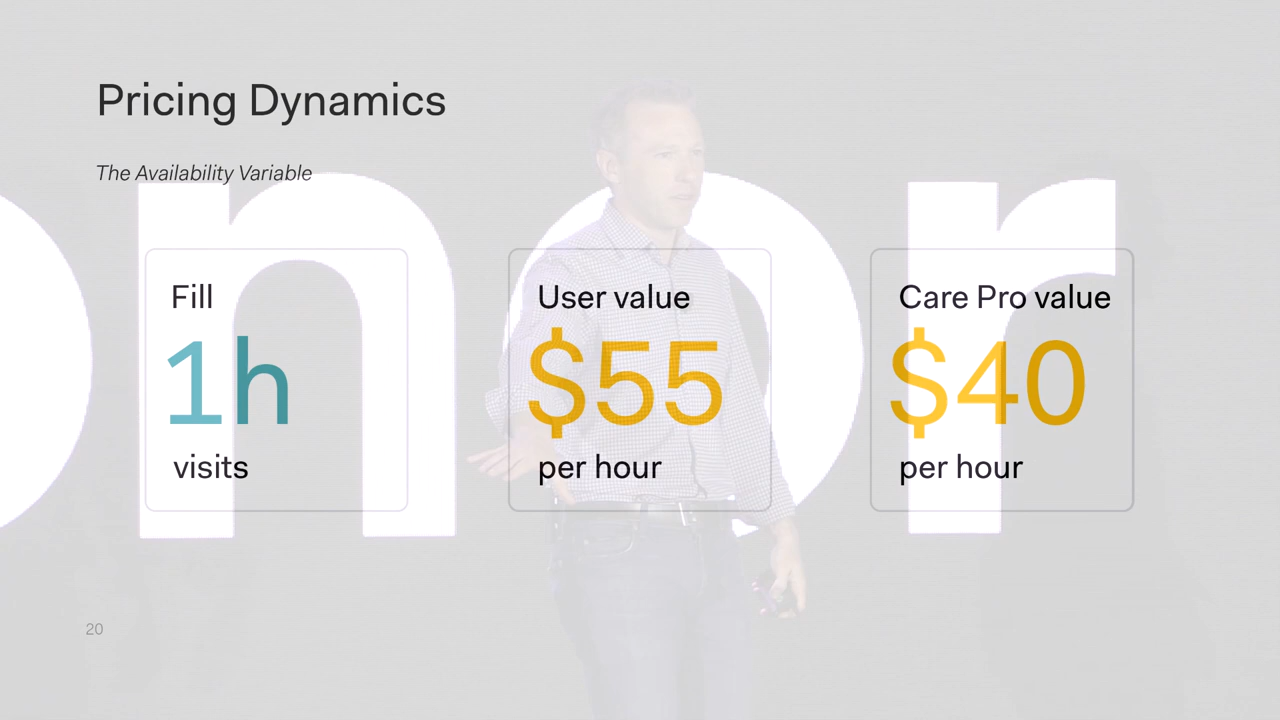 Pricing Dynamics
The Availability Variable
onor
Fill
1h
visits
User value
$55
per hour
Care Pro value
$40
per hour
20